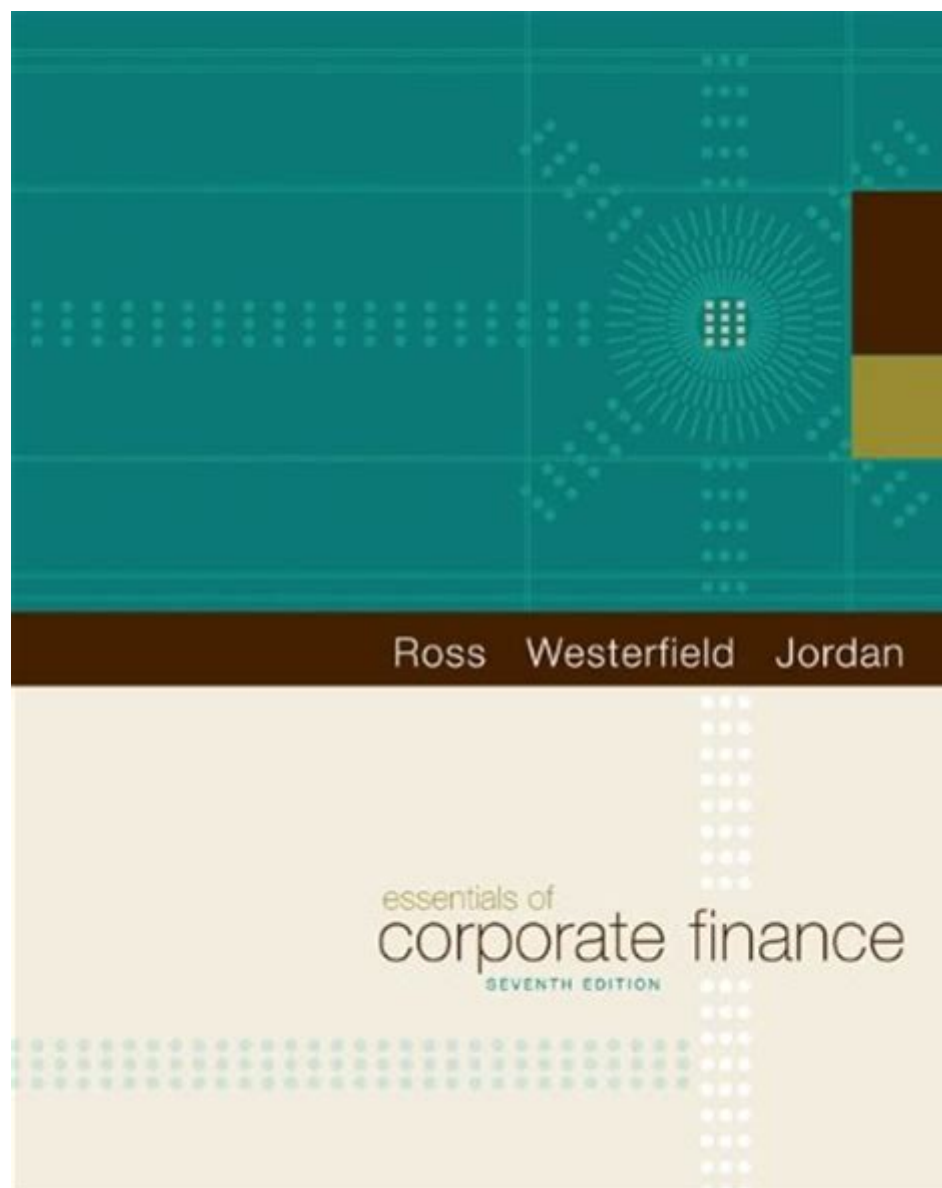 Ross Westerfield Jordan
essentials of
corporate finance
SEVENTH EDITION